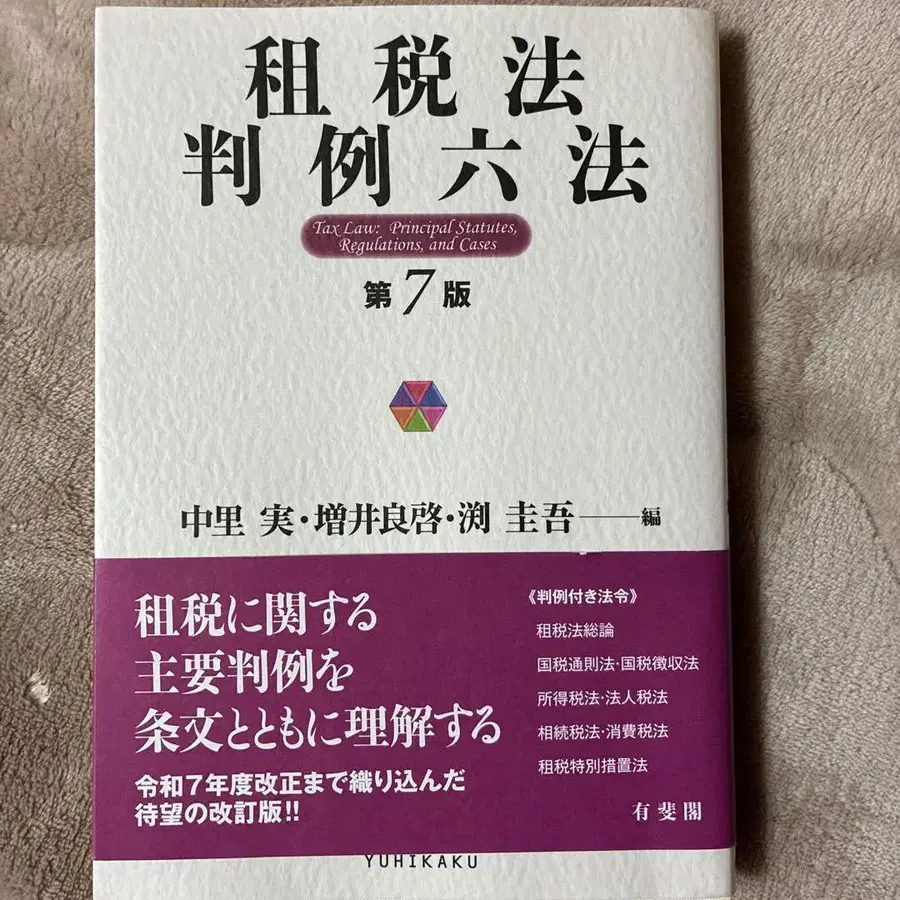 租税法
判例六法
Tax Law: Principal Statutes,
Regulations, and Cases
第7版
中里 実・増井良啓・渕 圭吾——編
租税に関する
主要判例を
条文とともに理解する
令和7年度改正まで織り込んだ
待望の改訂版!!
《判例付き法令》
租税法総論
国税通則法・国税徴収法
所得税法・法人税法
相続税法・消費税法
租税特別措置法
有斐閣
YUHIKAKU